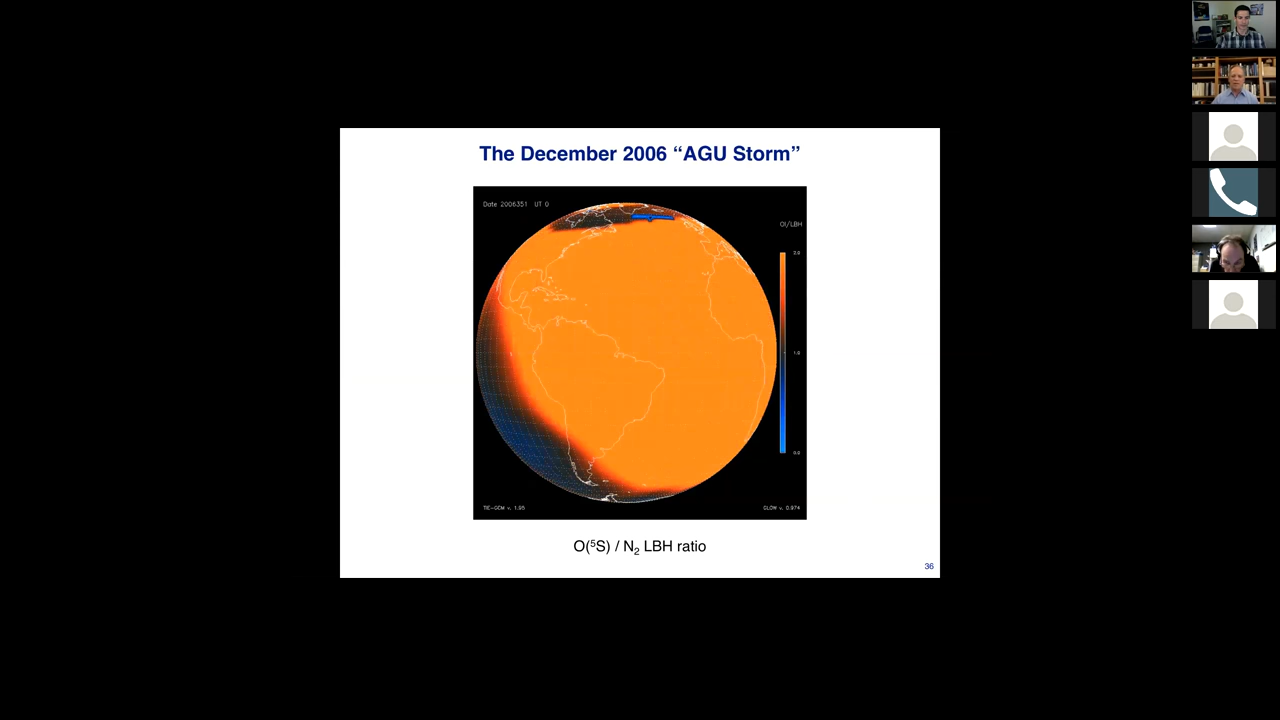 The December 2006 “AGU Storm”
Date 2006351 UT 0
OI/LBH
2.0
1.0
0.0
TIE-GCM v. 1.95
GLOW v. 0.974
O(⁵S) / N₂ LBH ratio
36